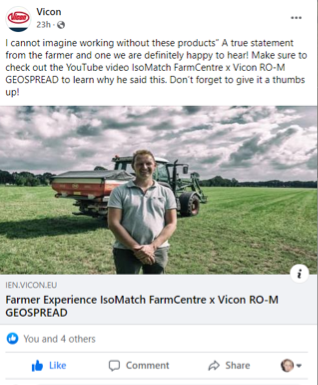 Vicon
Vicon
23h ·
I cannot imagine working without these products" A true statement
from the farmer and one we are definitely happy to hear! Make sure to
check out the YouTube video IsoMatch FarmCentre x Vicon RO-M
GEOSPREAD to learn why he said this. Don't forget to give it a thumbs
up!
i
IEN.VICON.EU
Farmer Experience IsoMatch FarmCentre x Vicon RO-M
GEOSPREAD
You and 4 others
Like Comment Share